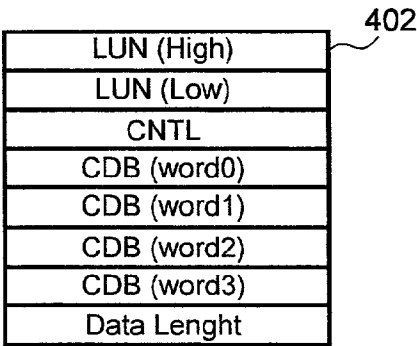 402
LUN (High)
LUN (Low)
CNTL
CDB (word0)
CDB (word1)
CDB (word2)
CDB (word3)
Data Lenght